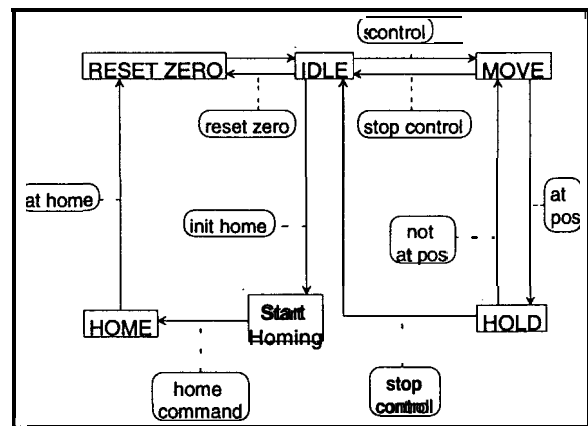 control
RESET ZERO
IDLE
MOVE
reset zero
stop control
at home
init home
not
at pos
at
pos
HOME
Start
Homing
HOLD
home
command
stop
control